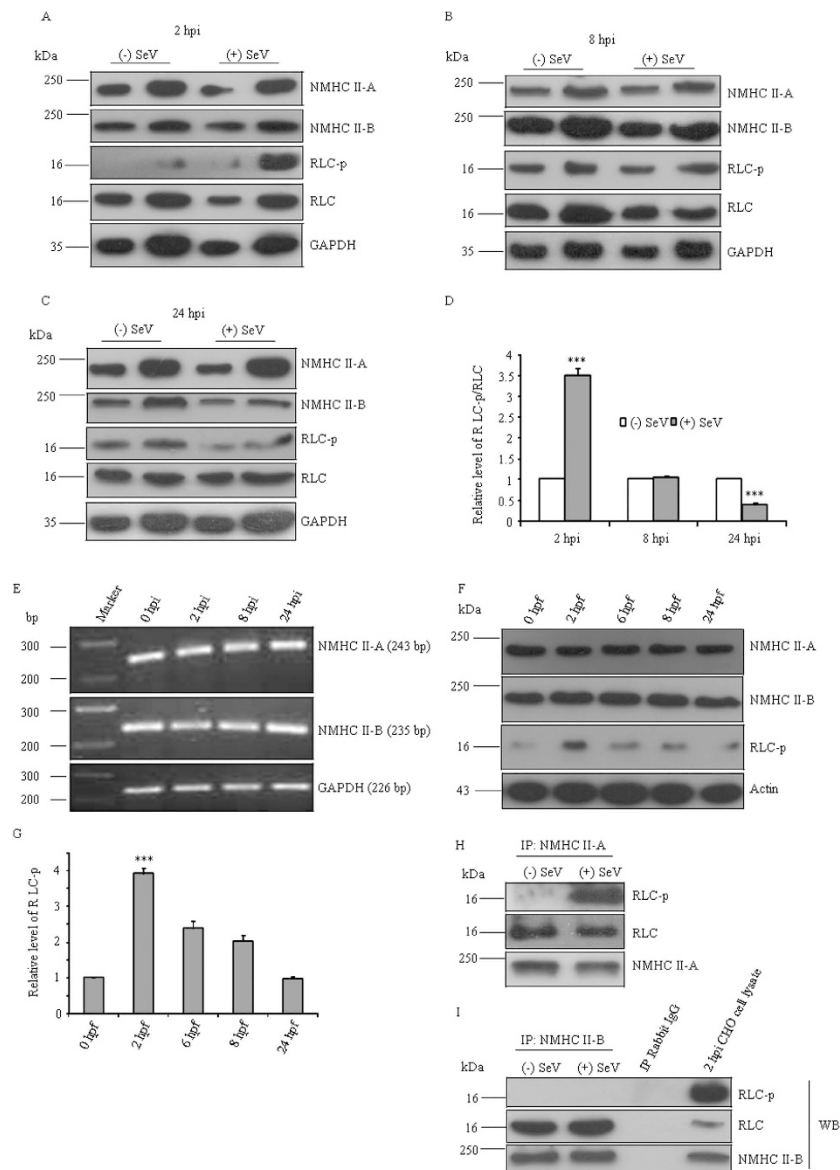 A
2 hpi
kDa
(-) SeV
(+) SeV
250
NMHC II-A
250
NMHC II-B
16
RLC-p
16
RLC
35
GAPDH
B
8 hpi
kDa
(-) SeV
(+) SeV
250
NMHC II-A
250
NMHC II-B
16
RLC-p
16
RLC
35
GAPDH
C
24 hpi
kDa
(-) SeV
(+) SeV
250
NMHC II-A
250
NMHC II-B
16
RLC-p
16
RLC
35
GAPDH
D
Relative level of R LC-p/RLC
4
3.5
3
2.5
2
1.5
1
0.5
0
***
(-) SeV
(+) SeV
***
2 hpi
8 hpi
24 hpi
E
bp
Marker
0 hpi
2 hpi
8 hpi
24 hpi
300
NMHC II-A (243 bp)
200
300
NMHC II-B (235 bp)
200
300
GAPDH (226 bp)
200
F
kDa
0 hpf
2 hpf
6 hpf
8 hpf
24 hpf
250
NMHC II-A
250
NMHC II-B
16
RLC-p
43
Actin
G
Relative level of R LC-p
4
3
2
1
0
***
0 hpf
2 hpf
6 hpf
8 hpf
24 hpf
H
IP: NMHC II-A
kDa
(-) SeV
(+) SeV
16
RLC-p
16
RLC
250
NMHC II-A
I
IP: NMHC II-B
IP Rabbit IgG
2 hpi CHO cell lysate
kDa
(-) SeV
(+) SeV
16
RLC-p
16
RLC
WB
250
NMHC II-B